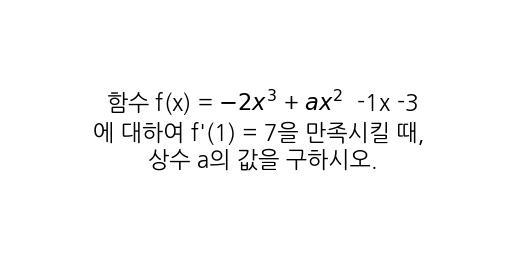 함수 f(x) = −2x³ + ax² -1x -3
에 대하여 f'(1) = 7을 만족시킬 때,
상수 a의 값을 구하시오.